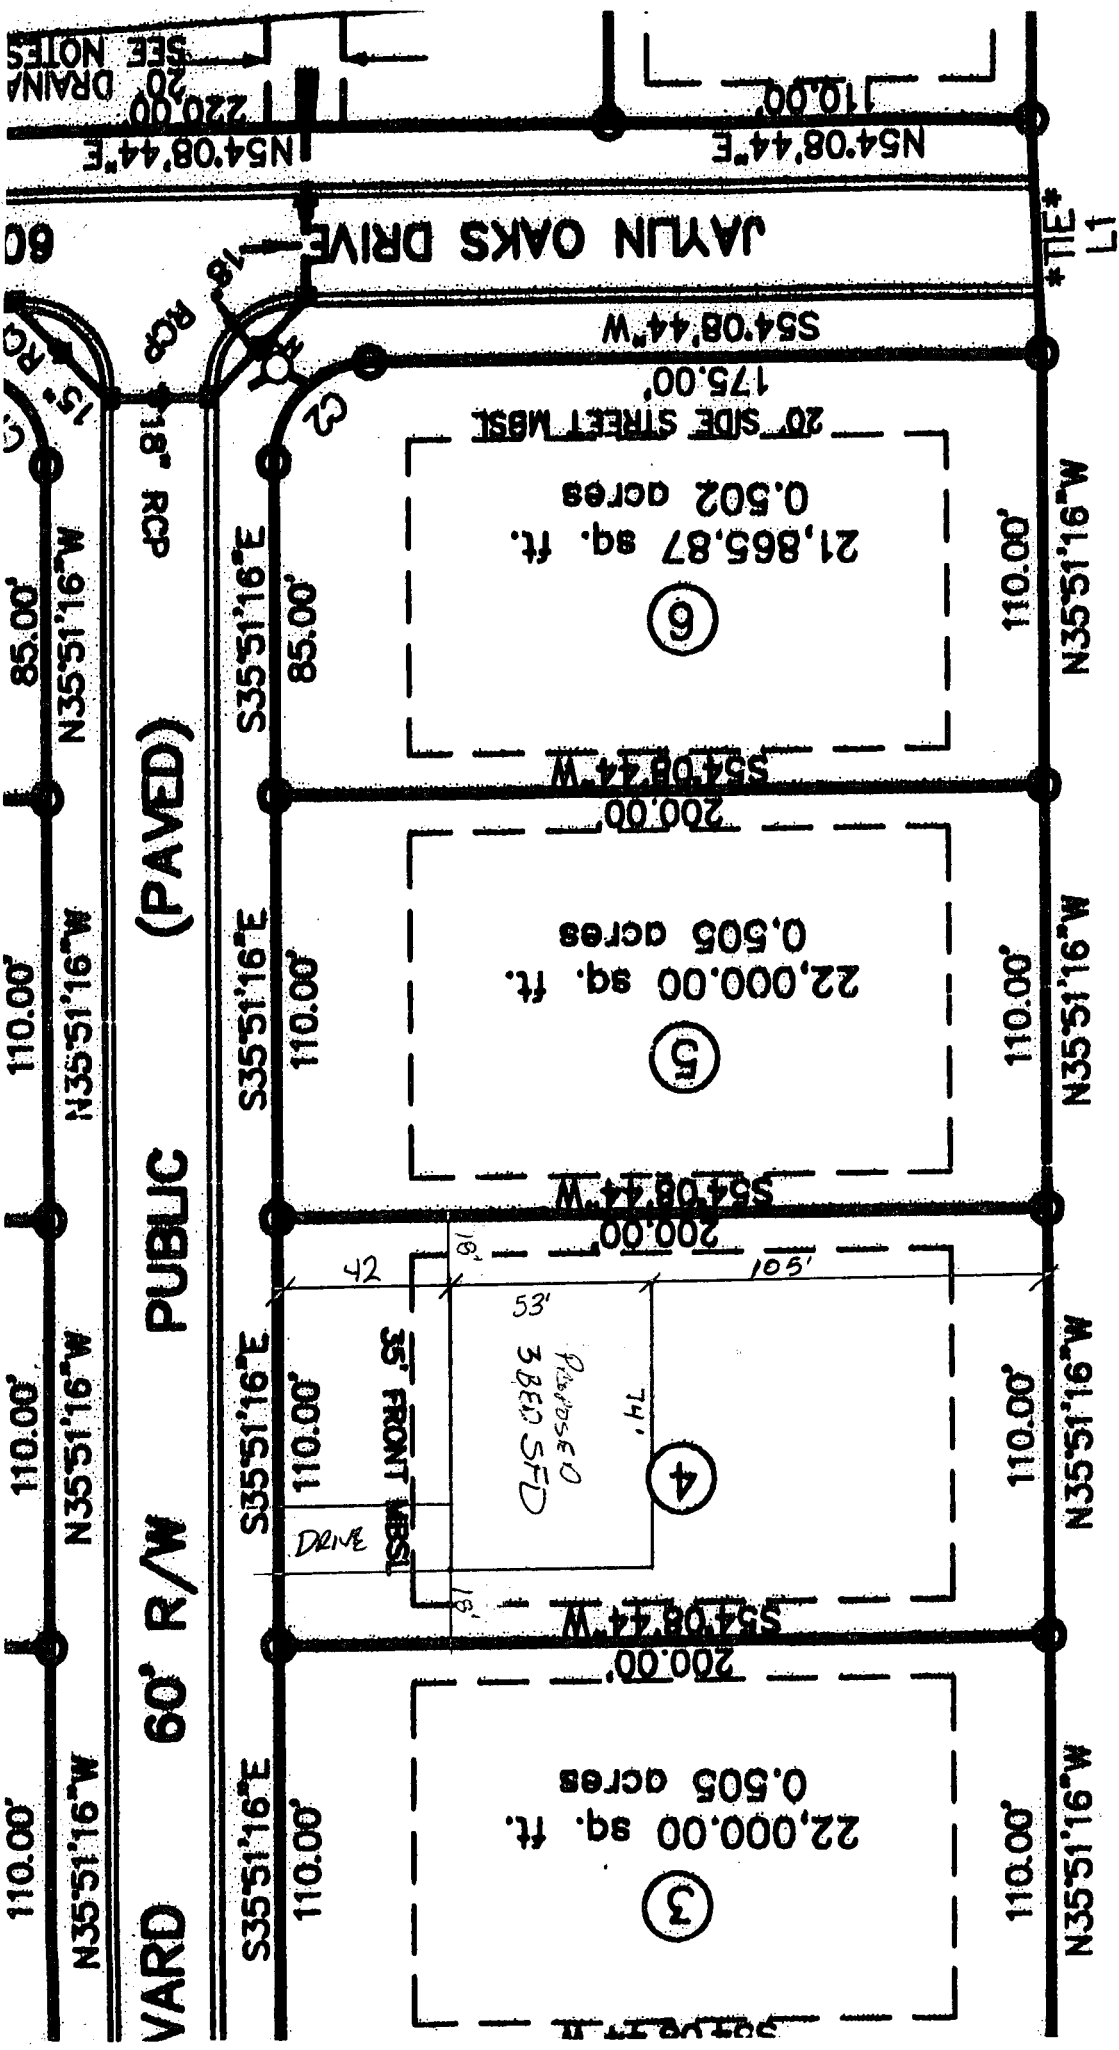 SEE NOTES
20' DRAINA
220.00
N54°08'44"E
110.00'
N54°08'44"E
60
JAYLIN OAKS DRIVE
*TIE*
L1
18"
RCP
15" RC
18" RCP
C2
S54°08'44"W
175.00'
20' SIDE STREET MBSL
0.502 acres
21,865.87 sq. ft.
6
85.00'
N35°51'16"W
S35°51'16"E
85.00'
110.00'
N35°51'16"W
S54°08'44"W
200.00'
(PAVED)
0.505 acres
22,000.00 sq. ft.
5
110.00'
N35°51'16"W
S35°51'16"E
110.00'
110.00'
N35°51'16"W
S54°08'44"W
200.00'
PUBLIC
42
18'
53'
105'
PROPOSED
3 BED SFD
74'
4
35' FRONT MBSL
DRIVE
18'
110.00'
N35°51'16"W
S35°51'16"E
110.00'
110.00'
N35°51'16"W
S54°08'44"W
200.00'
60' R/W
0.505 acres
22,000.00 sq. ft.
3
110.00'
N35°51'16"W
S35°51'16"E
110.00'
110.00'
N35°51'16"W
VARD